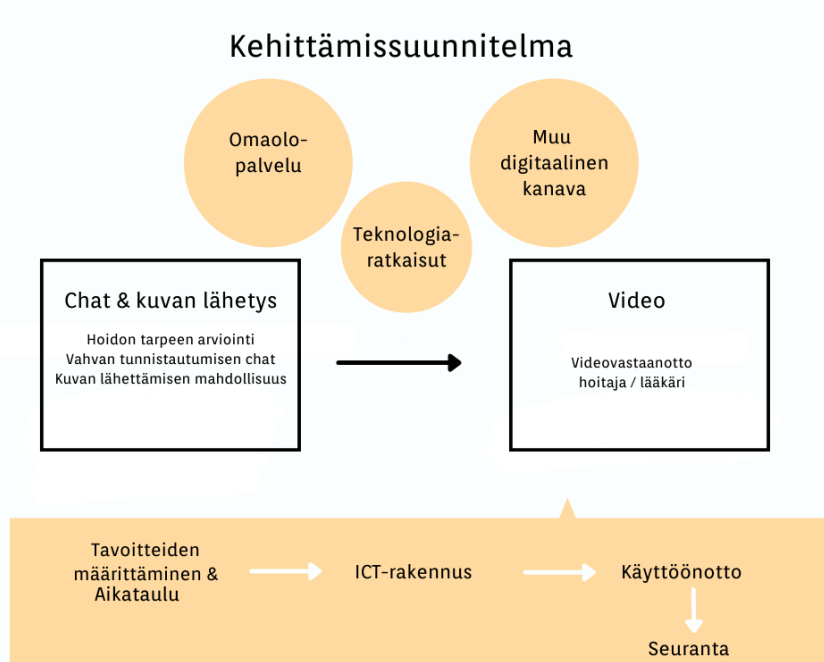 Kehittämissuunnitelma
Omaolo-
palvelu
Muu
digitaalinen
kanava
Teknologia-
ratkaisut
Chat & kuvan lähetys
Hoidon tarpeen arviointi
Vahvan tunnistautumisen chat
Kuvan lähettämisen mahdollisuus
Video
Videovastaanotto
hoitaja / lääkäri
Tavoitteiden
määrittäminen &
Aikataulu
ICT-rakennus
Käyttöönotto
Seuranta